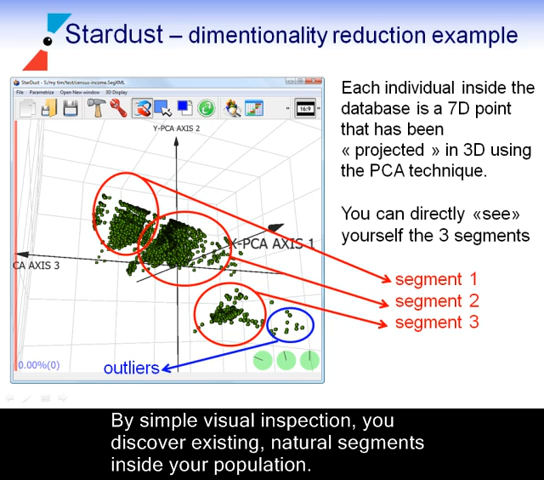 Stardust – dimentionality reduction example
StarDust - S:/my tim/test/census-income.SegXML
File Parametrize Open New window 3D Display
16:9
Y-PCA AXIS 2
X-PCA AXIS 1
CA AXIS 3
0.00%(0)
outliers
Each individual inside the
database is a 7D point
that has been
« projected » in 3D using
the PCA technique.
You can directly «see»
yourself the 3 segments
segment 1
segment 2
segment 3
By simple visual inspection, you
discover existing, natural segments
inside your population.